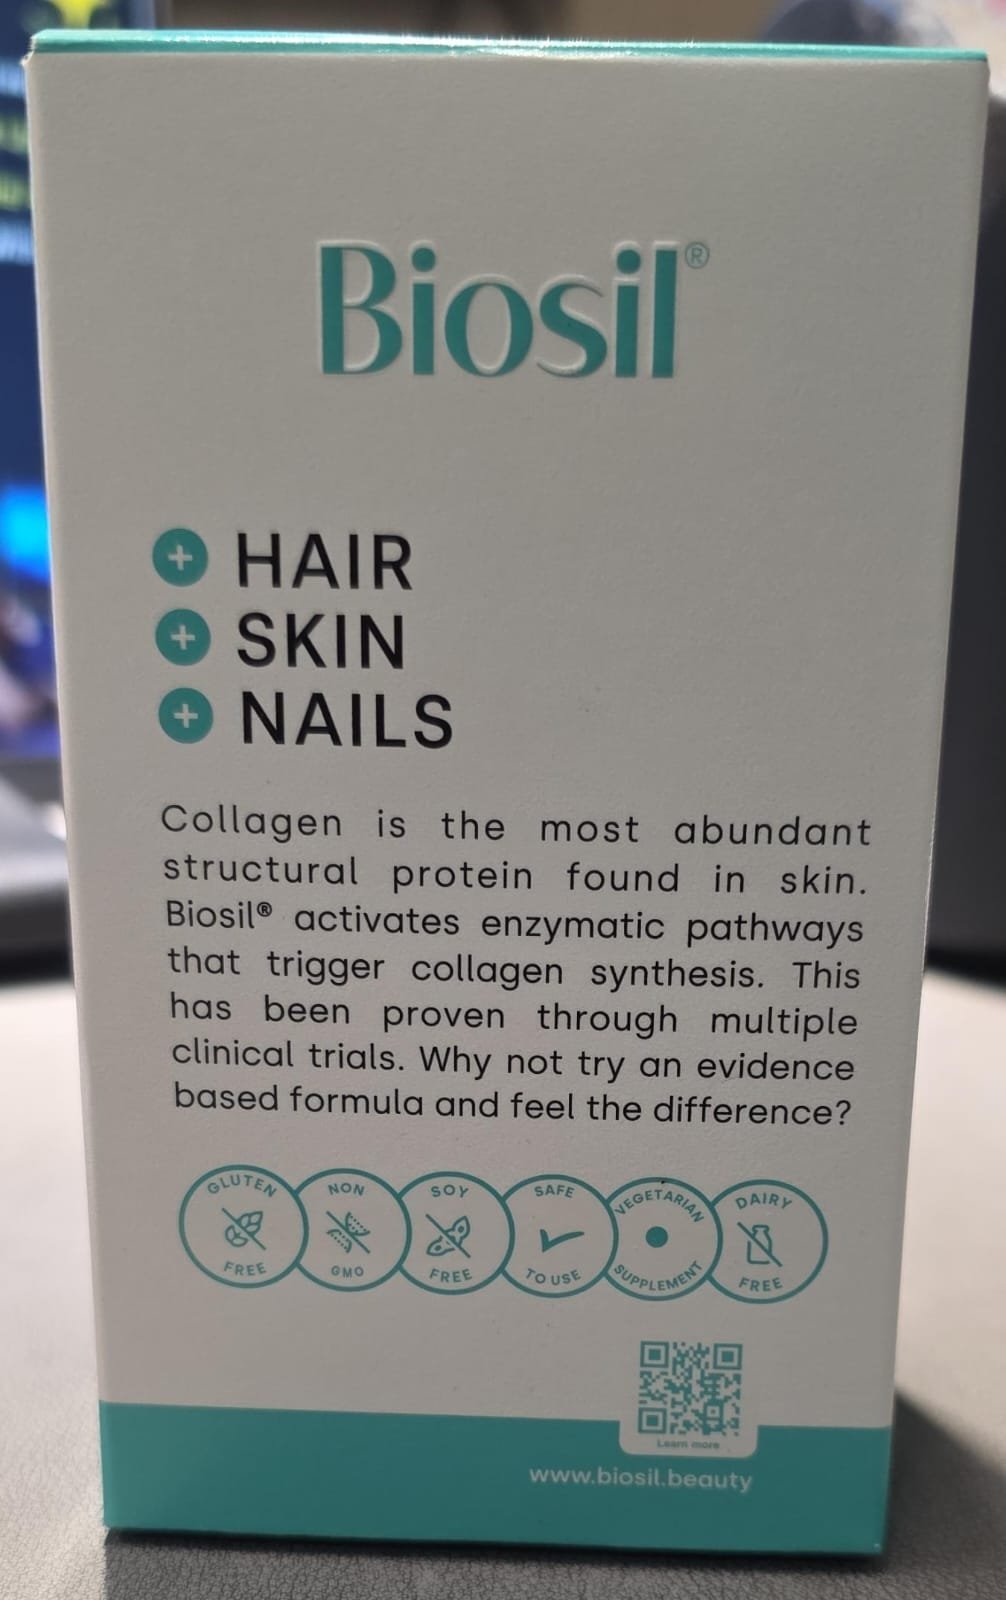 Biosil®
+ HAIR
+ SKIN
+ NAILS
Collagen is the most abundant
structural protein found in skin.
Biosil® activates enzymatic pathways
that trigger collagen synthesis. This
has been proven through multiple
clinical trials. Why not try an evidence
based formula and feel the difference?
GLUTEN FREE
NON GMO
SOY FREE
SAFE TO USE
VEGETARIAN SUPPLEMENT
DAIRY FREE
Learn more
www.biosil.beauty